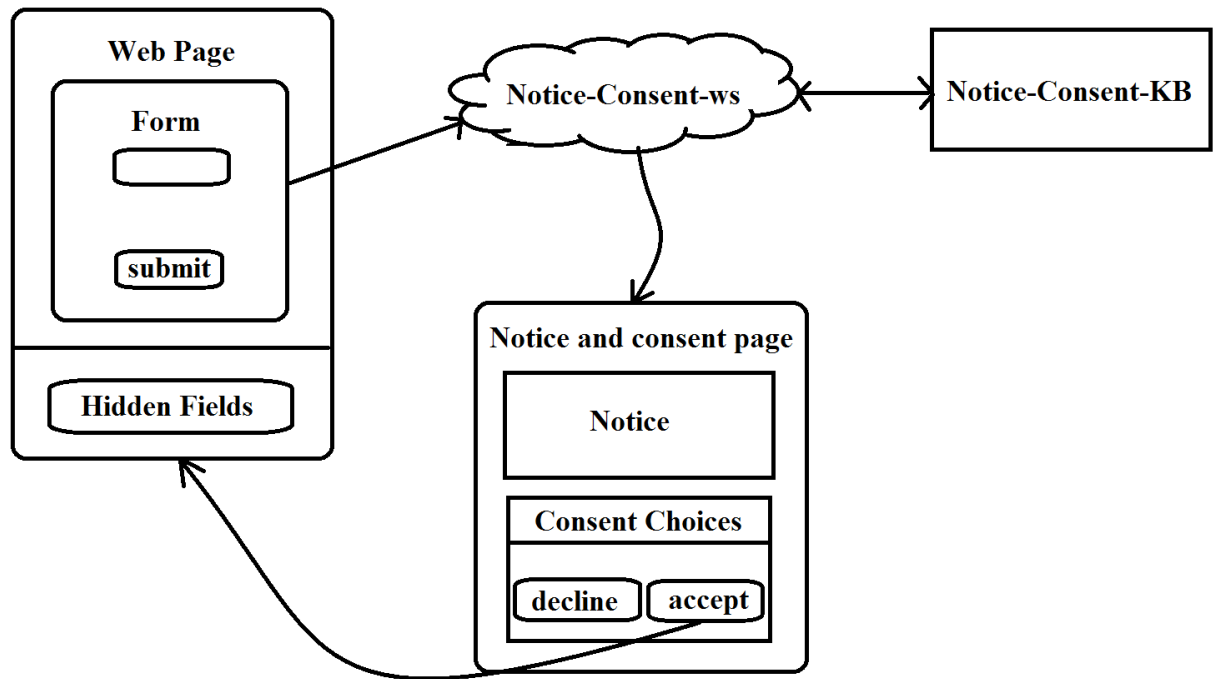 Web Page
Form
submit
Hidden Fields
Notice-Consent-ws
Notice-Consent-KB
Notice and consent page
Notice
Consent Choices
decline
accept